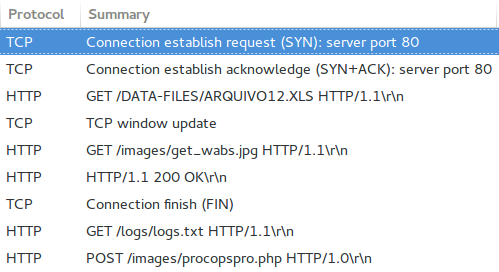 Protocol Summary
TCP Connection establish request (SYN): server port 80
TCP Connection establish acknowledge (SYN+ACK): server port 80
HTTP GET /DATA-FILES/ARQUIVO12.XLS HTTP/1.1\r\n
TCP TCP window update
HTTP GET /images/get_wabs.jpg HTTP/1.1\r\n
HTTP HTTP/1.1 200 OK\r\n
TCP Connection finish (FIN)
HTTP GET /logs/logs.txt HTTP/1.1\r\n
HTTP POST /images/procopspro.php HTTP/1.0\r\n